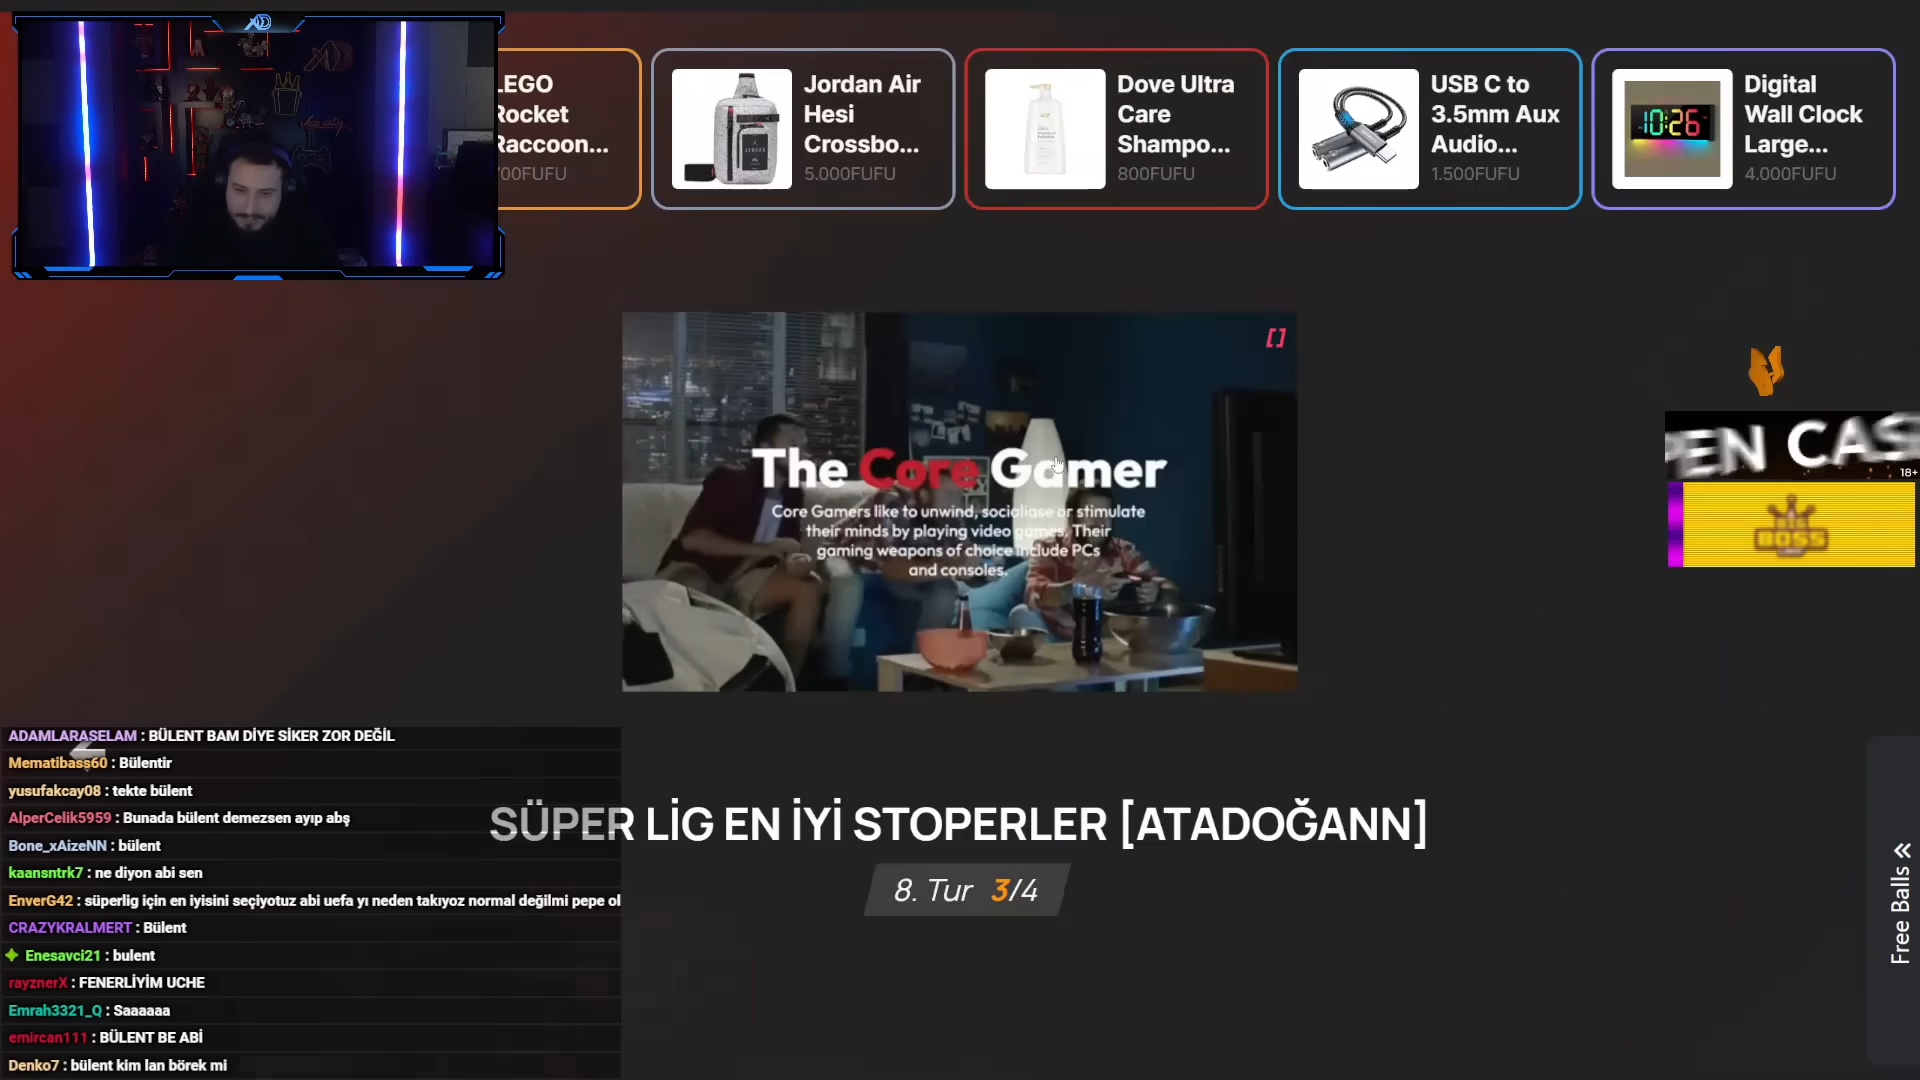 LEGO
Rocket
Raccoon...
700FUFU
Jordan Air
Hesi
Crossbo...
5.000FUFU
Dove Ultra
Care
Shampo...
800FUFU
USB C to
3.5mm Aux
Audio...
1.500FUFU
Digital
Wall Clock
Large...
4.000FUFU
10:26
The Core Gamer
Core Gamers like to unwind, socialiase or stimulate
their minds by playing video games. Their
gaming weapons of choice include PCs
and consoles.
PEN CAS
18+
BIG
BOSS
ADAMLARASELAM : BÜLENT BAM DİYE SİKER ZOR DEĞİL
Mematibass60 : Bülentir
yusufakcay08 : tekte bülent
AlperCelik5959 : Bunada bülent demezsen ayıp abş
Bone_xAizeNN : bülent
kaansntrk7 : ne diyon abi sen
EnverG42 : süperlig için en iyisini seçiyotuz abi uefa yı neden takıyoz normal değilmi pepe ol
CRAZYKRALMERT : Bülent
Enesavci21 : bulent
rayznerX : FENERLİYİM UCHE
Emrah3321_Q : Saaaaaa
emircan111 : BÜLENT BE ABİ
Denko7 : bülent kim lan börek mi
SÜPER LİG EN İYİ STOPERLER [ATADOĞANN]
8. Tur 3/4
Free Balls